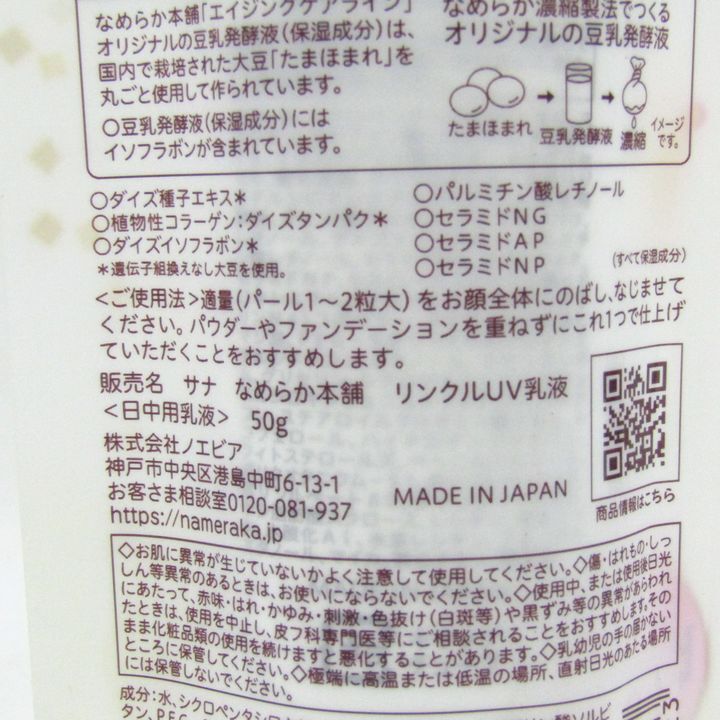 なめらか本舗「エイジングケアライン」
オリジナルの豆乳発酵液(保湿成分)は、
国内で栽培された大豆「たまほまれ」を
丸ごと使用して作られています。
〇豆乳発酵液(保湿成分)には
イソフラボンが含まれています。
なめらか濃縮製法でつくる
オリジナルの豆乳発酵液
たまほまれ
豆乳発酵液
濃縮
イメージ
です。
〇ダイズ種子エキス*
〇植物性コラーゲン:ダイズタンパク*
〇ダイズイソフラボン*
*遺伝子組換えなし大豆を使用。
〇パルミチン酸レチノール
〇セラミドNG
〇セラミドAP
〇セラミドNP
(すべて保湿成分)
<ご使用法>適量(パール1~2粒大)をお顔全体にのばし、なじませて
ください。パウダーやファンデーションを重ねずにこれ1つで仕上げ
ていただくことをおすすめします。
販売名 サナ なめらか本舗 リンクルUV乳液
<日中用乳液> 50g
株式会社ノエビア
神戸市中央区港島中町6-13-1
お客さま相談室0120-081-937
https://nameraka.jp
MADE IN JAPAN
商品情報はこちら
◇お肌に異常が生じていないかよく注意して使用してください。◇傷・はれもの・しっ
しん等異常のあるときは、お使いにならないでください。◇使用中、または使用後日光
にあたって、赤味・はれ・かゆみ・刺激・色抜け(白斑等)や黒ずみ等の異常があらわれ
たときは、使用を中止し、皮フ科専門医等にご相談されることをおすすめします。その
まま化粧品類の使用を続けますと悪化することがあります。◇乳幼児の手の届かない
ところに保管してください。◇極端に高温または低温の場所、直射日光のあたる場所
には保管しないでください。
成分:水、シクロペンタシ